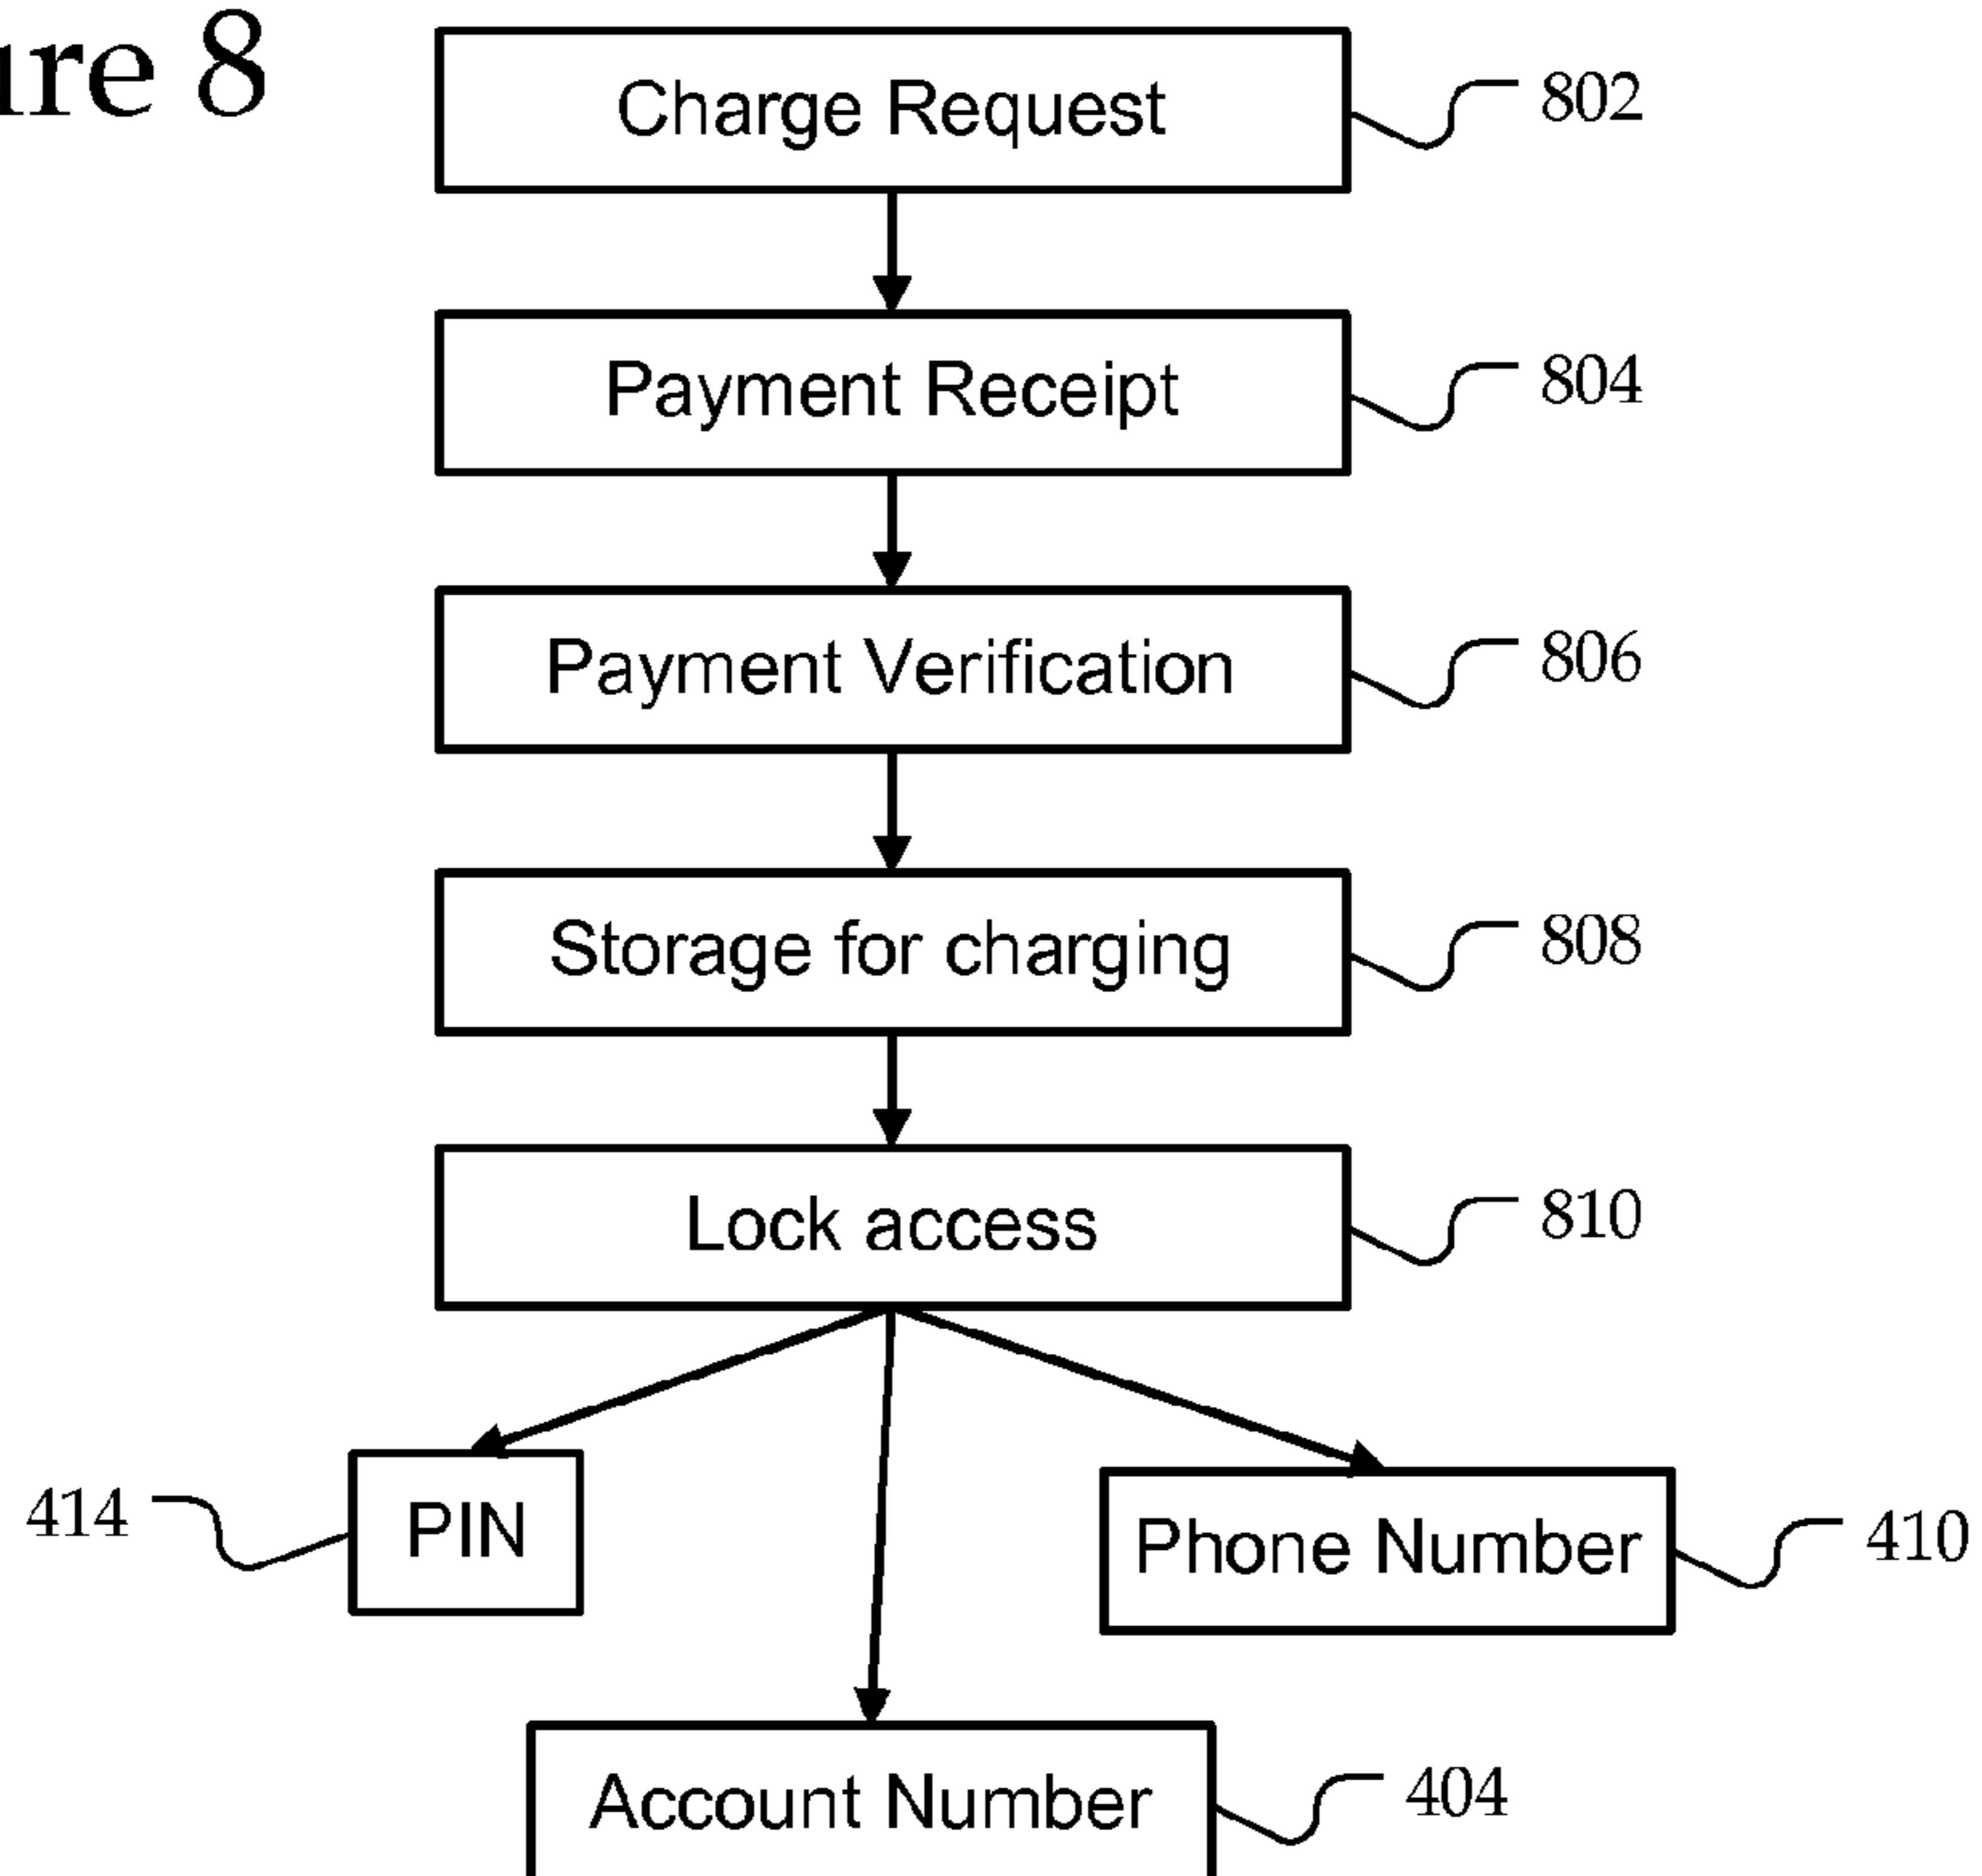 ure 8
Charge Request
802
Payment Receipt
804
Payment Verification
806
Storage for charging
808
Lock access
810
414
PIN
Phone Number
410
Account Number
404